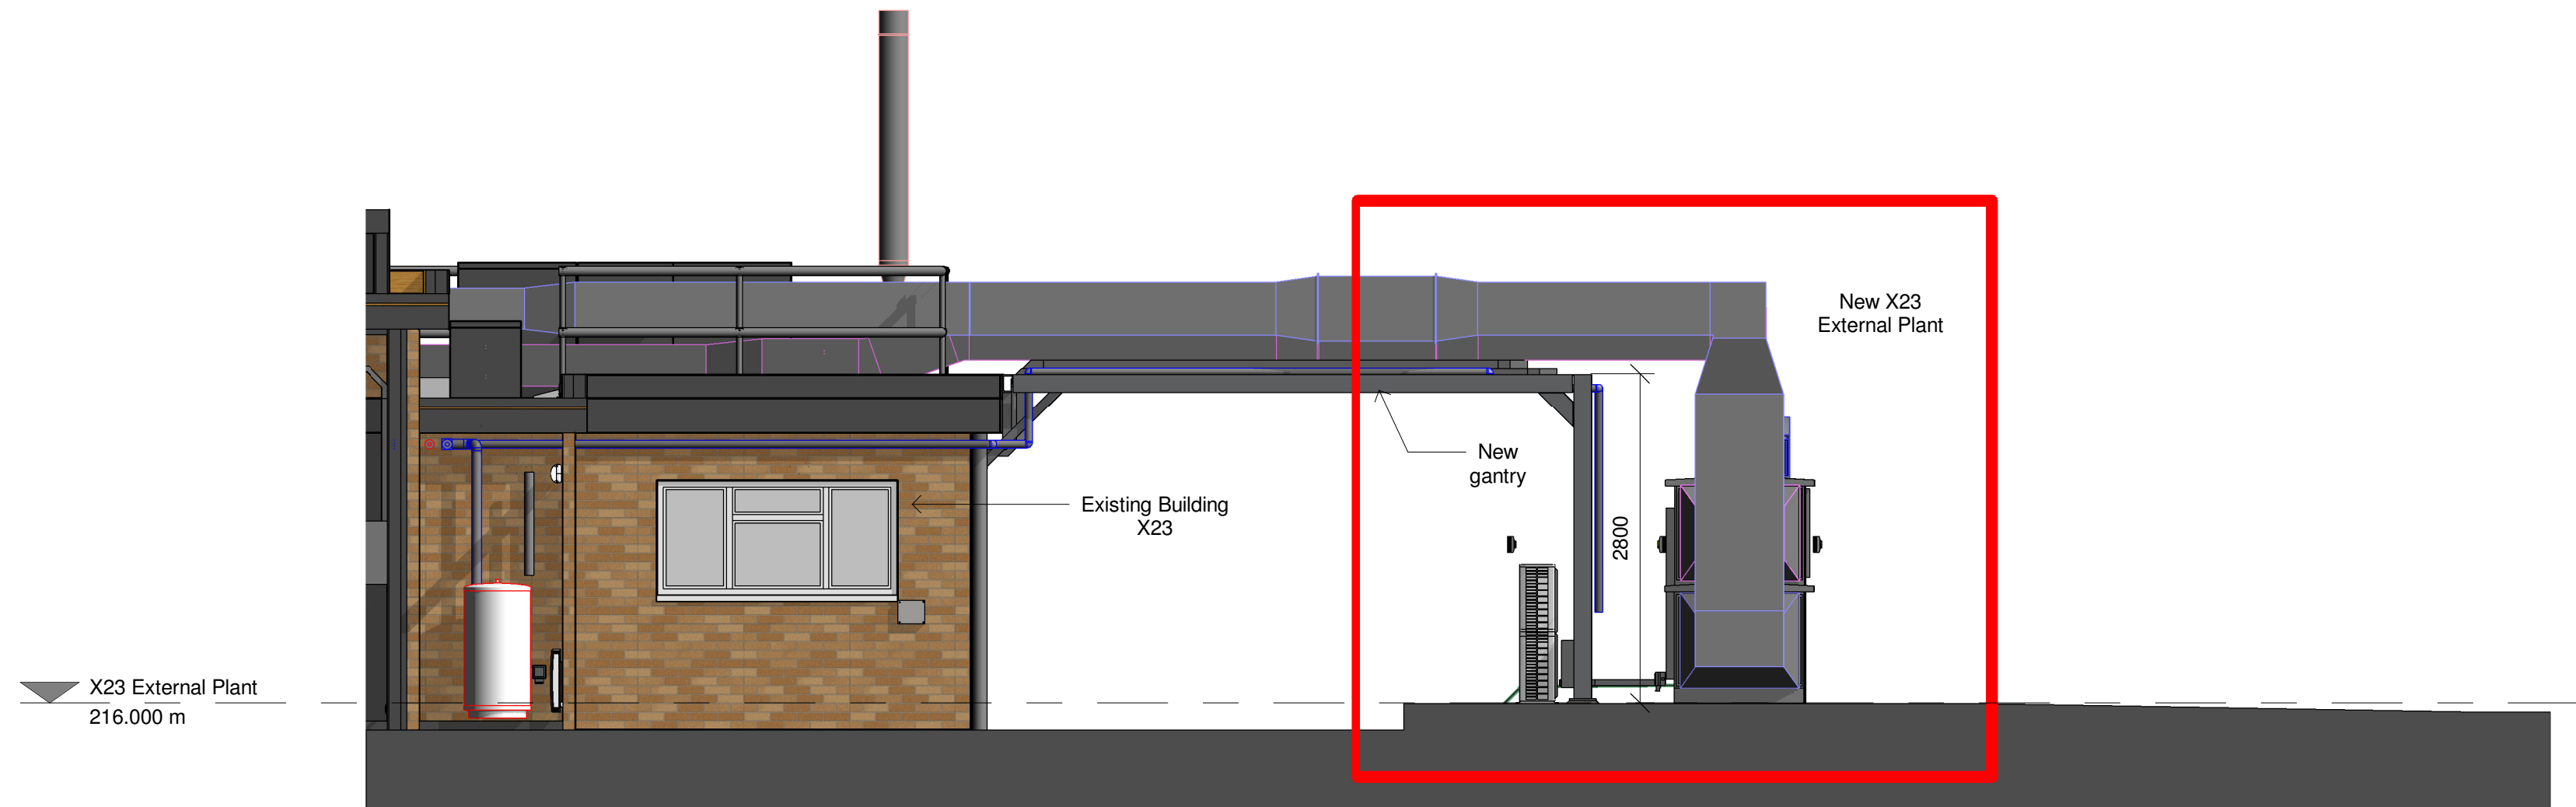 New X23
External Plant
New
gantry
Existing Building
X23
2800
X23 External Plant
216.000 m